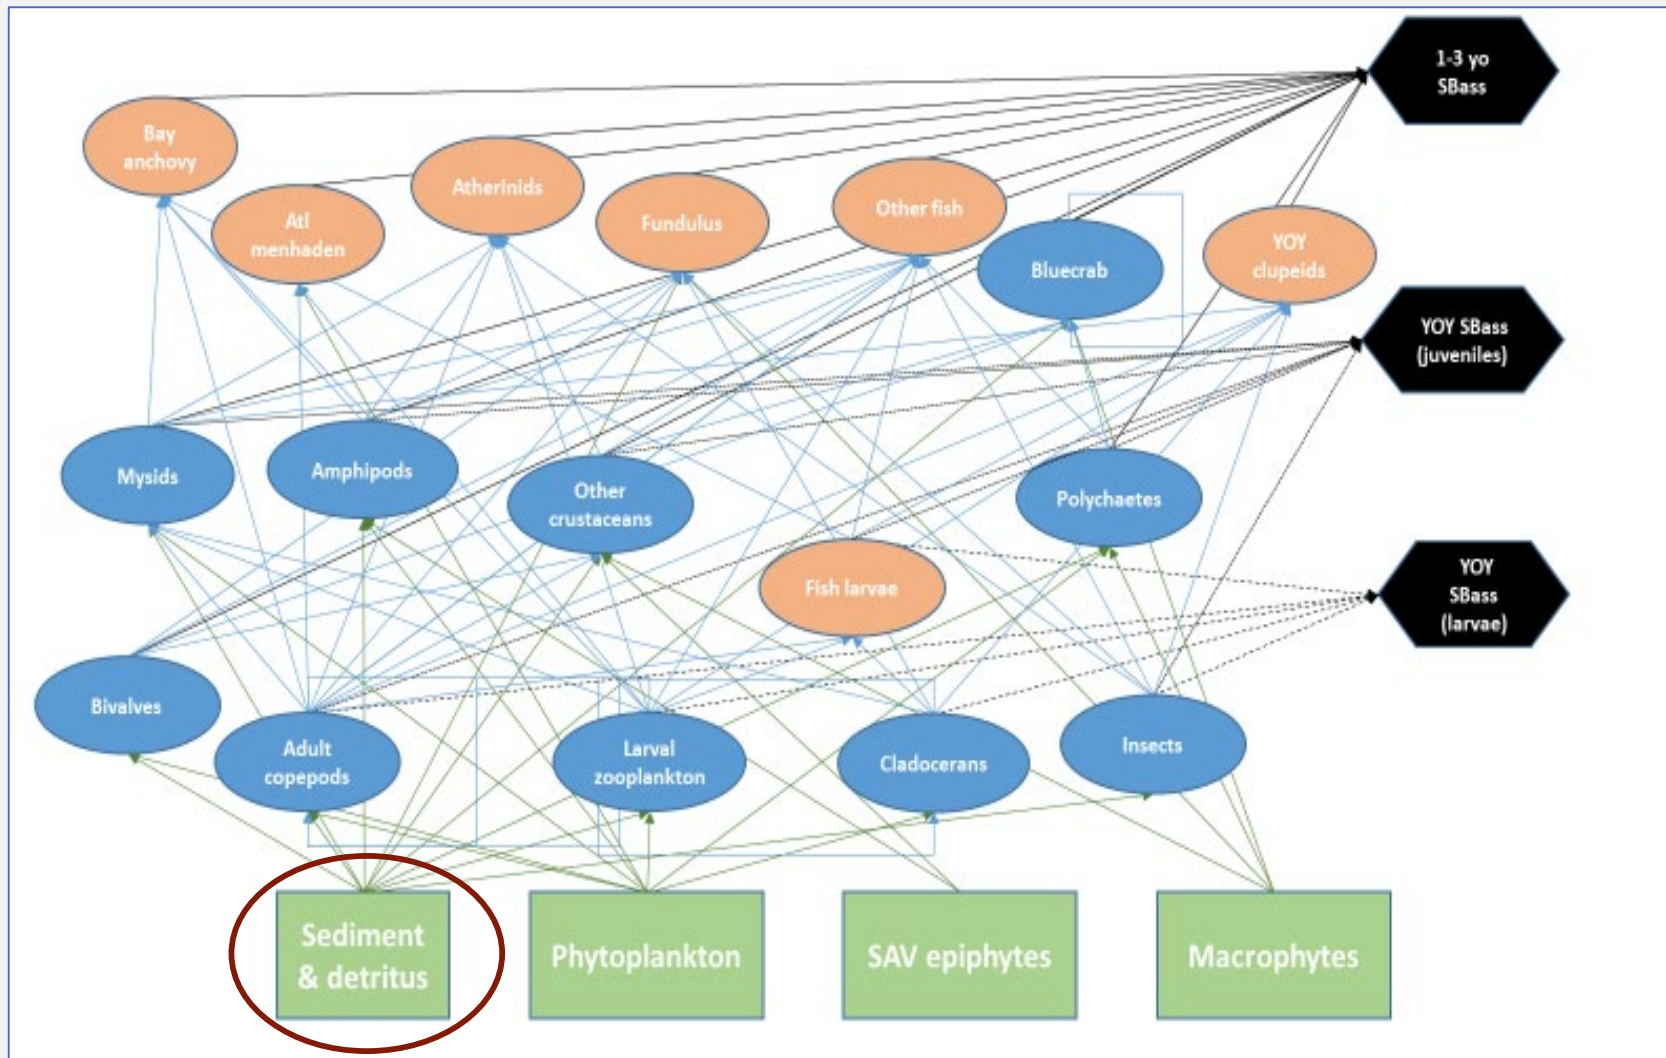 1-3 yo
SBass
Bay
anchovy
Atherinids
Atl
menhaden
Fundulus
Other fish
Bluecrab
YOY
clupeids
YOY SBass
(juveniles)
Mysids
Amphipods
Other
crustaceans
Polychaetes
Fish larvae
YOY
SBass
(larvae)
Bivalves
Adult
copepods
Larval
zooplankton
Cladocerans
Insects
Sediment
& detritus
Phytoplankton
SAV epiphytes
Macrophytes